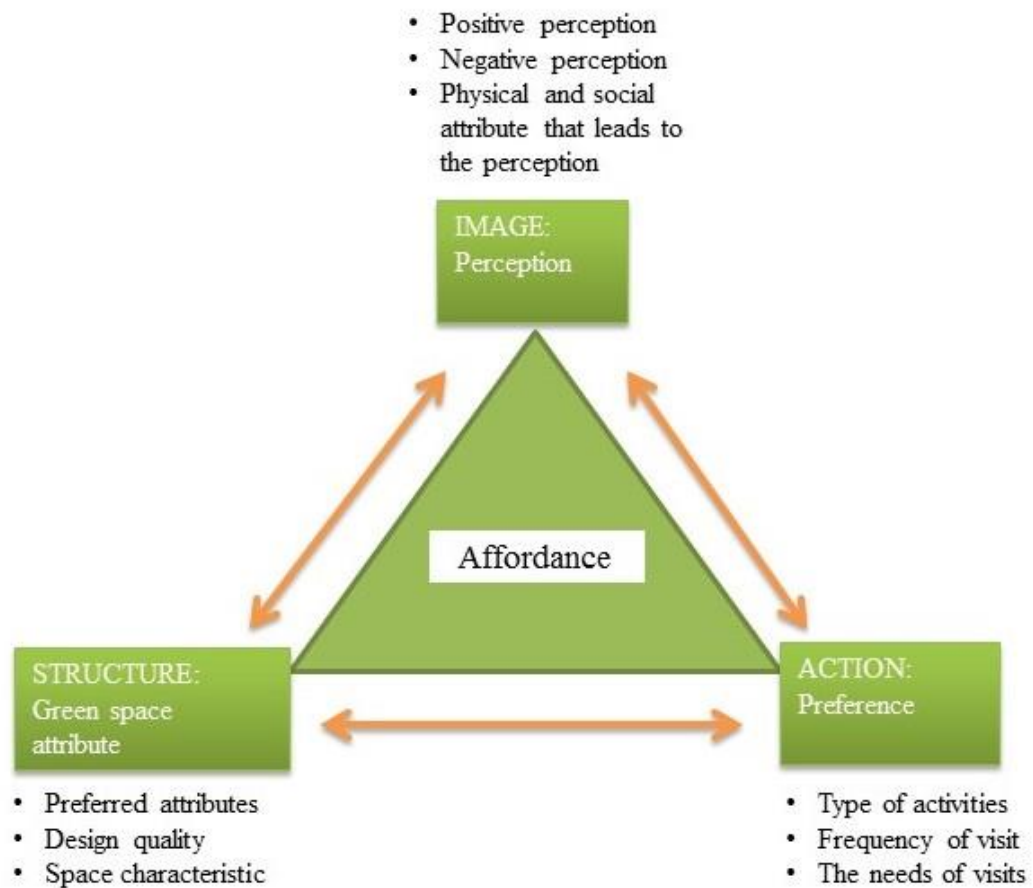 • Positive perception
• Negative perception
• Physical and social
attribute that leads to
the perception
IMAGE:
Perception
Affordance
STRUCTURE:
Green space
attribute
ACTION:
Preference
• Preferred attributes
• Design quality
• Space characteristic
• Type of activities
• Frequency of visit
• The needs of visits